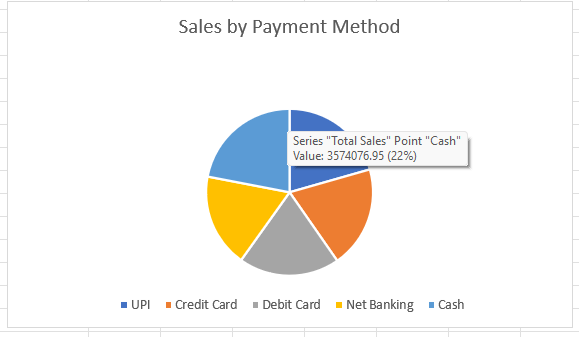 Sales by Payment Method
Series "Total Sales" Point "Cash"
Value: 3574076.95 (22%)
UPI Credit Card Debit Card Net Banking Cash